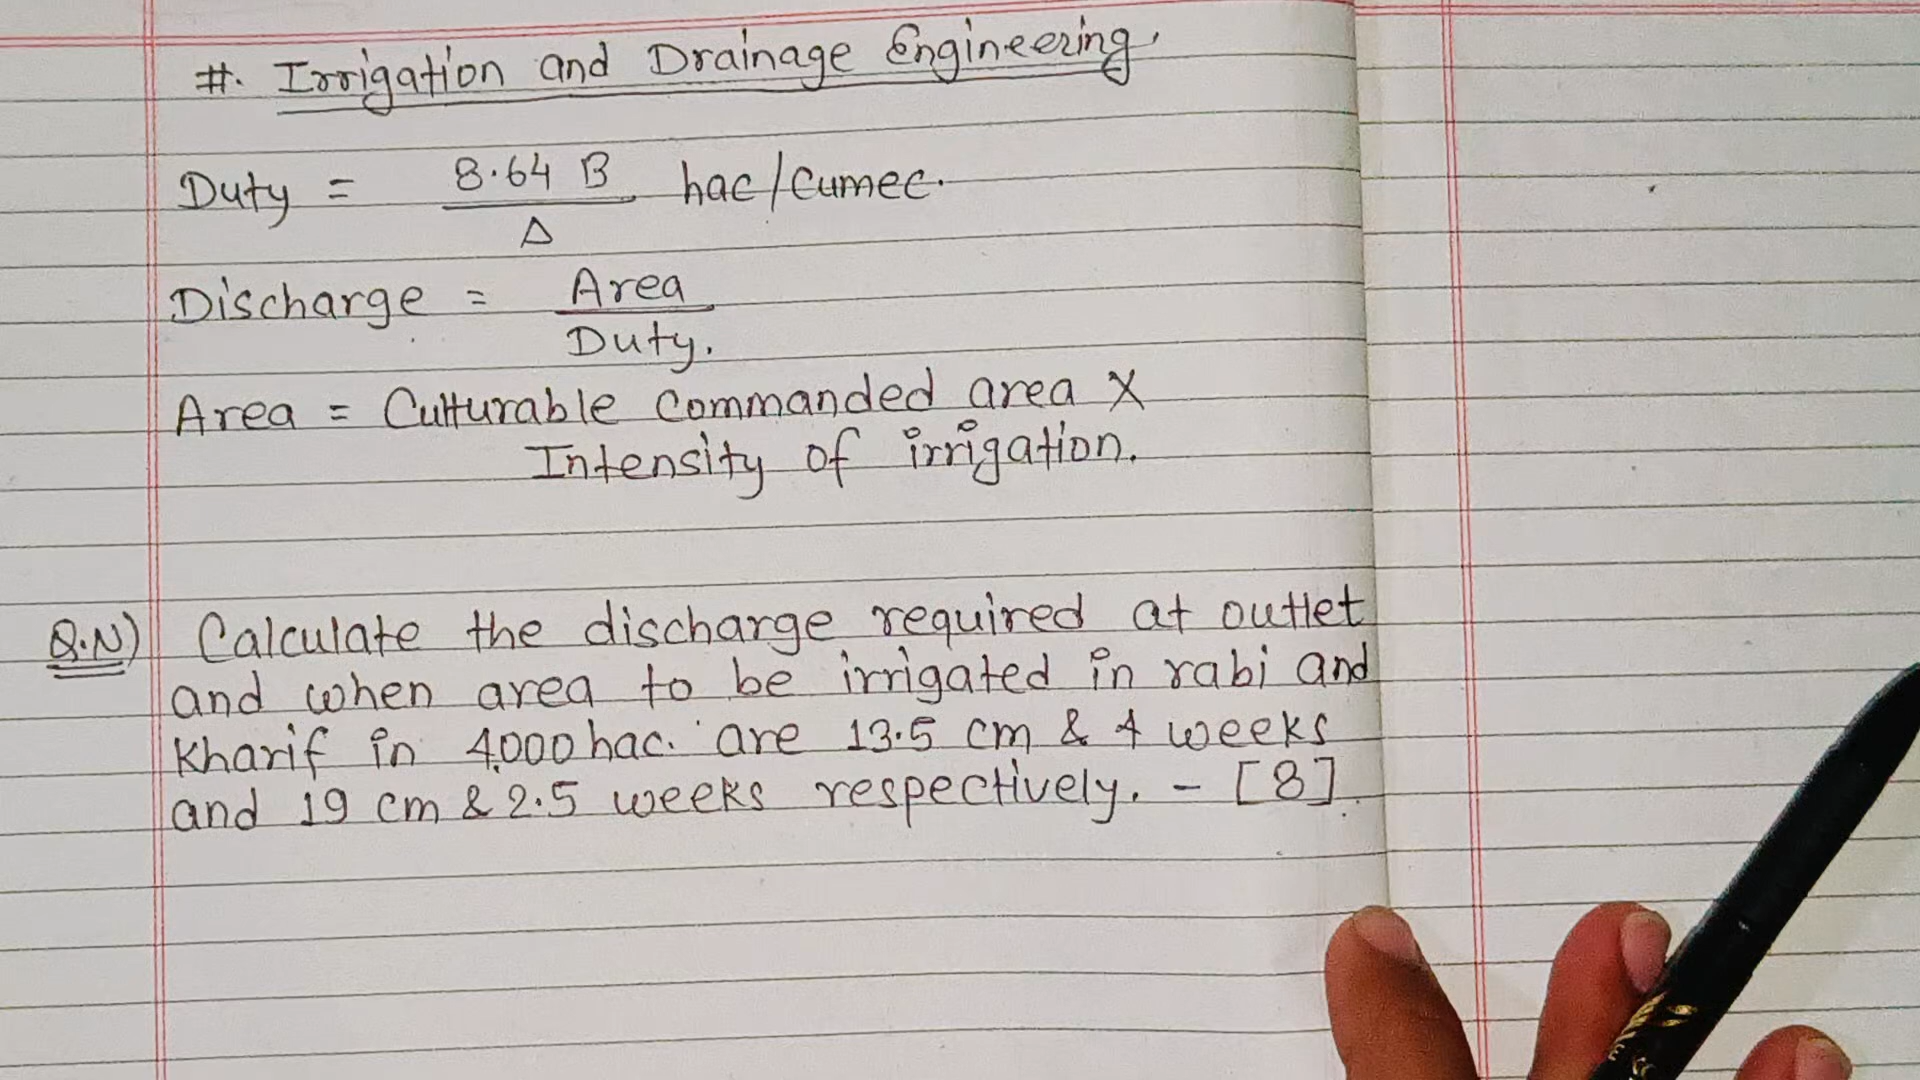 #. Irrigation and Drainage Engineering.
Duty = 8.64 B / Δ hac/cumec.
Discharge = Area / Duty.
Area = Culturable commanded area X
Intensity of irrigation.
Q.N) Calculate the discharge required at outlet
and when area to be irrigated in rabi and
Kharif in 4000 hac. are 13.5 cm & 4 weeks
and 19 cm & 2.5 weeks respectively. - [8].